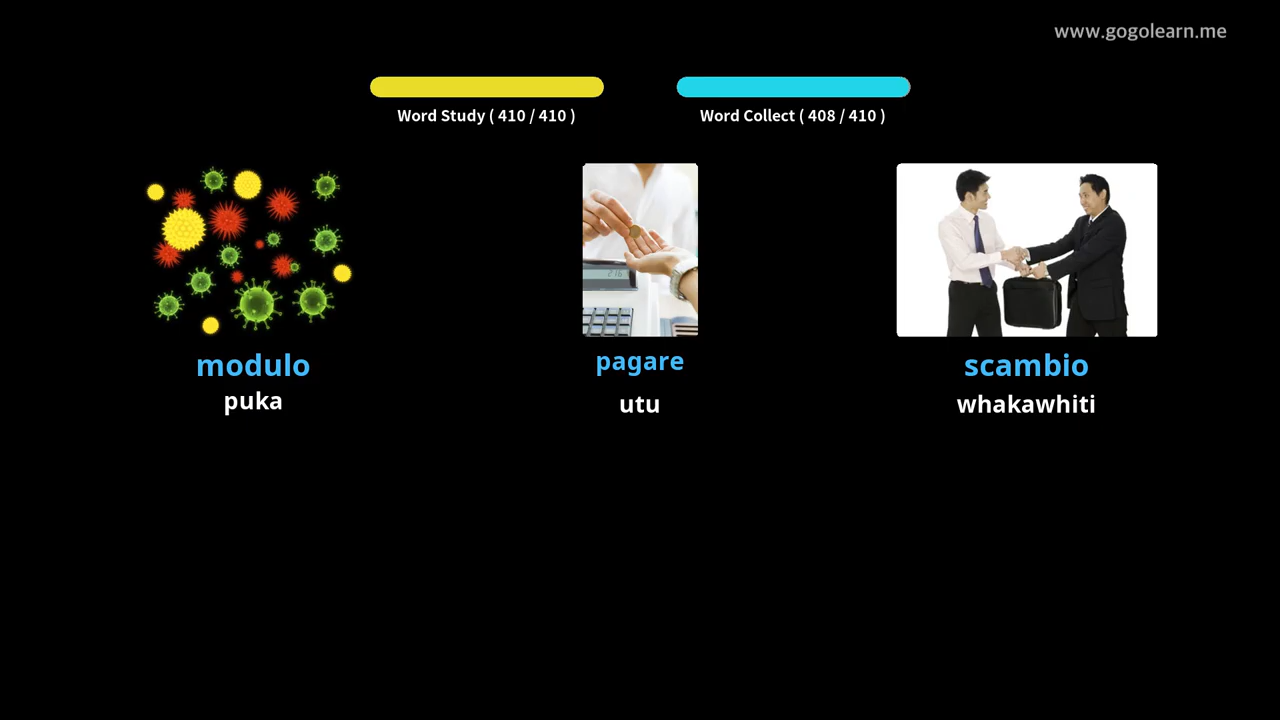 www.gogolearn.me
Word Study ( 410 / 410 )
Word Collect ( 408 / 410 )
modulo
puka
pagare
utu
scambio
whakawhiti